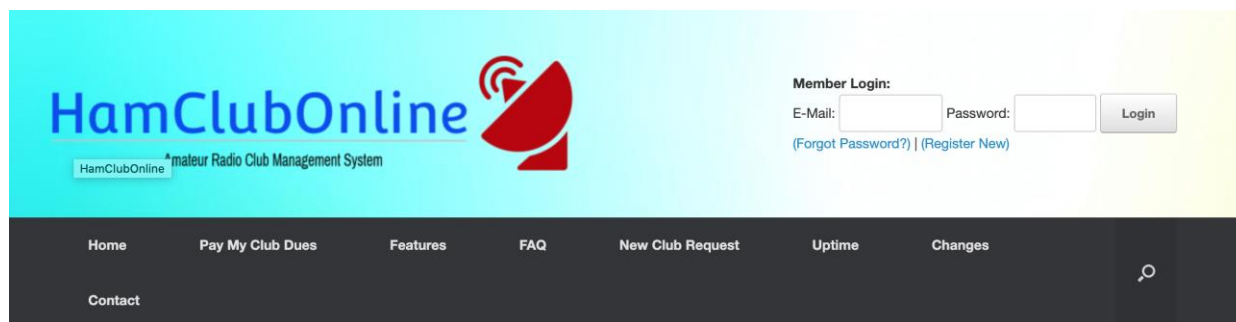 HamClubOnline
Amateur Radio Club Management System
HamClubOnline
Member Login:
E-Mail: Password: Login
(Forgot Password?) | (Register New)
Home Pay My Club Dues Features FAQ New Club Request Uptime Changes
Contact